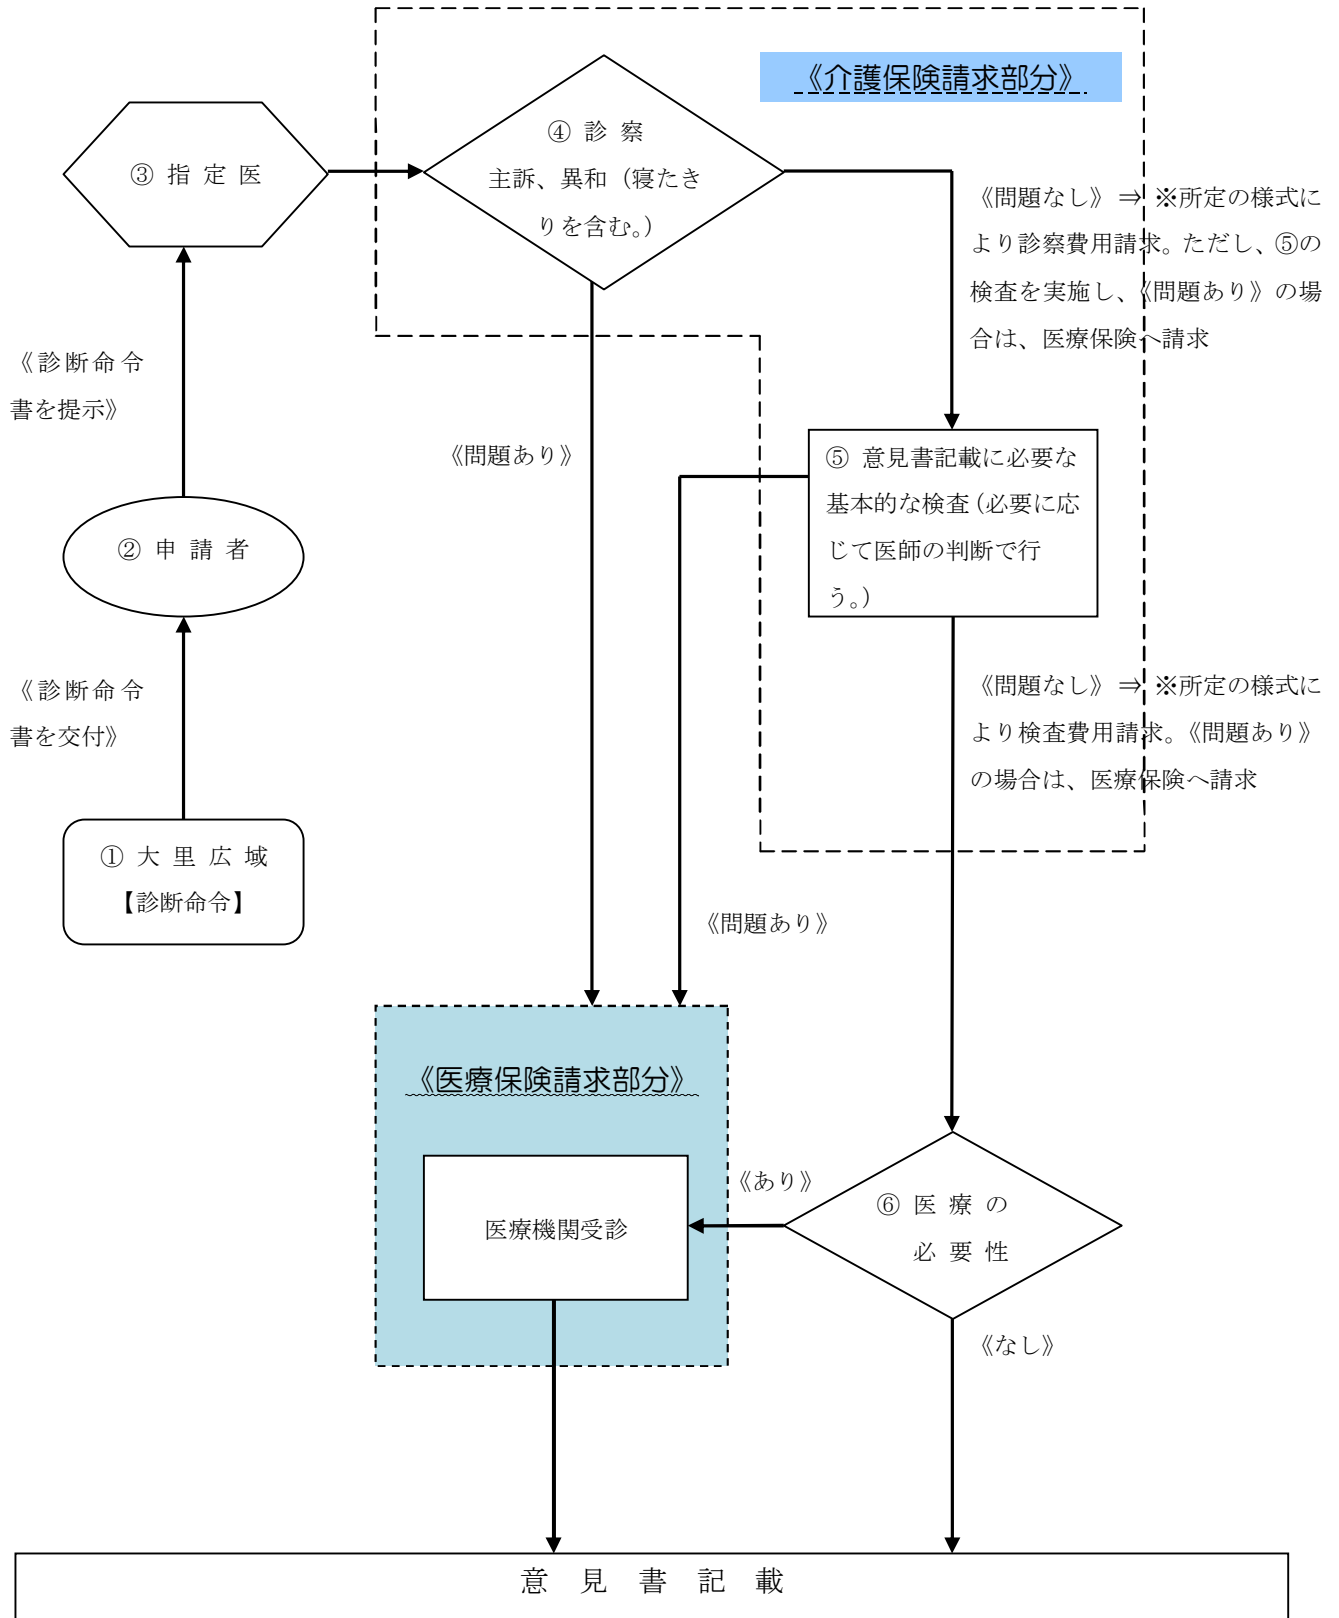 《介護保険請求部分》
④ 診 察
主訴、異和（寝たき
りを含む。）
③ 指 定 医
《問題なし》⇒ ※所定の様式に
より診察費用請求。ただし、⑤の
検査を実施し、《問題あり》の場
合は、医療保険へ請求
《診断命令
書を提示》
《問題あり》
⑤ 意見書記載に必要な
基本的な検査（必要に応
じて医師の判断で行
う。）
② 申 請 者
《診断命令
書を交付》
《問題なし》⇒ ※所定の様式に
より検査費用請求。《問題あり》
の場合は、医療保険へ請求
① 大 里 広 域
【診断命令】
《問題あり》
《医療保険請求部分》
《あり》
医療機関受診
⑥ 医 療 の
必 要 性
《なし》
意 見 書 記 載